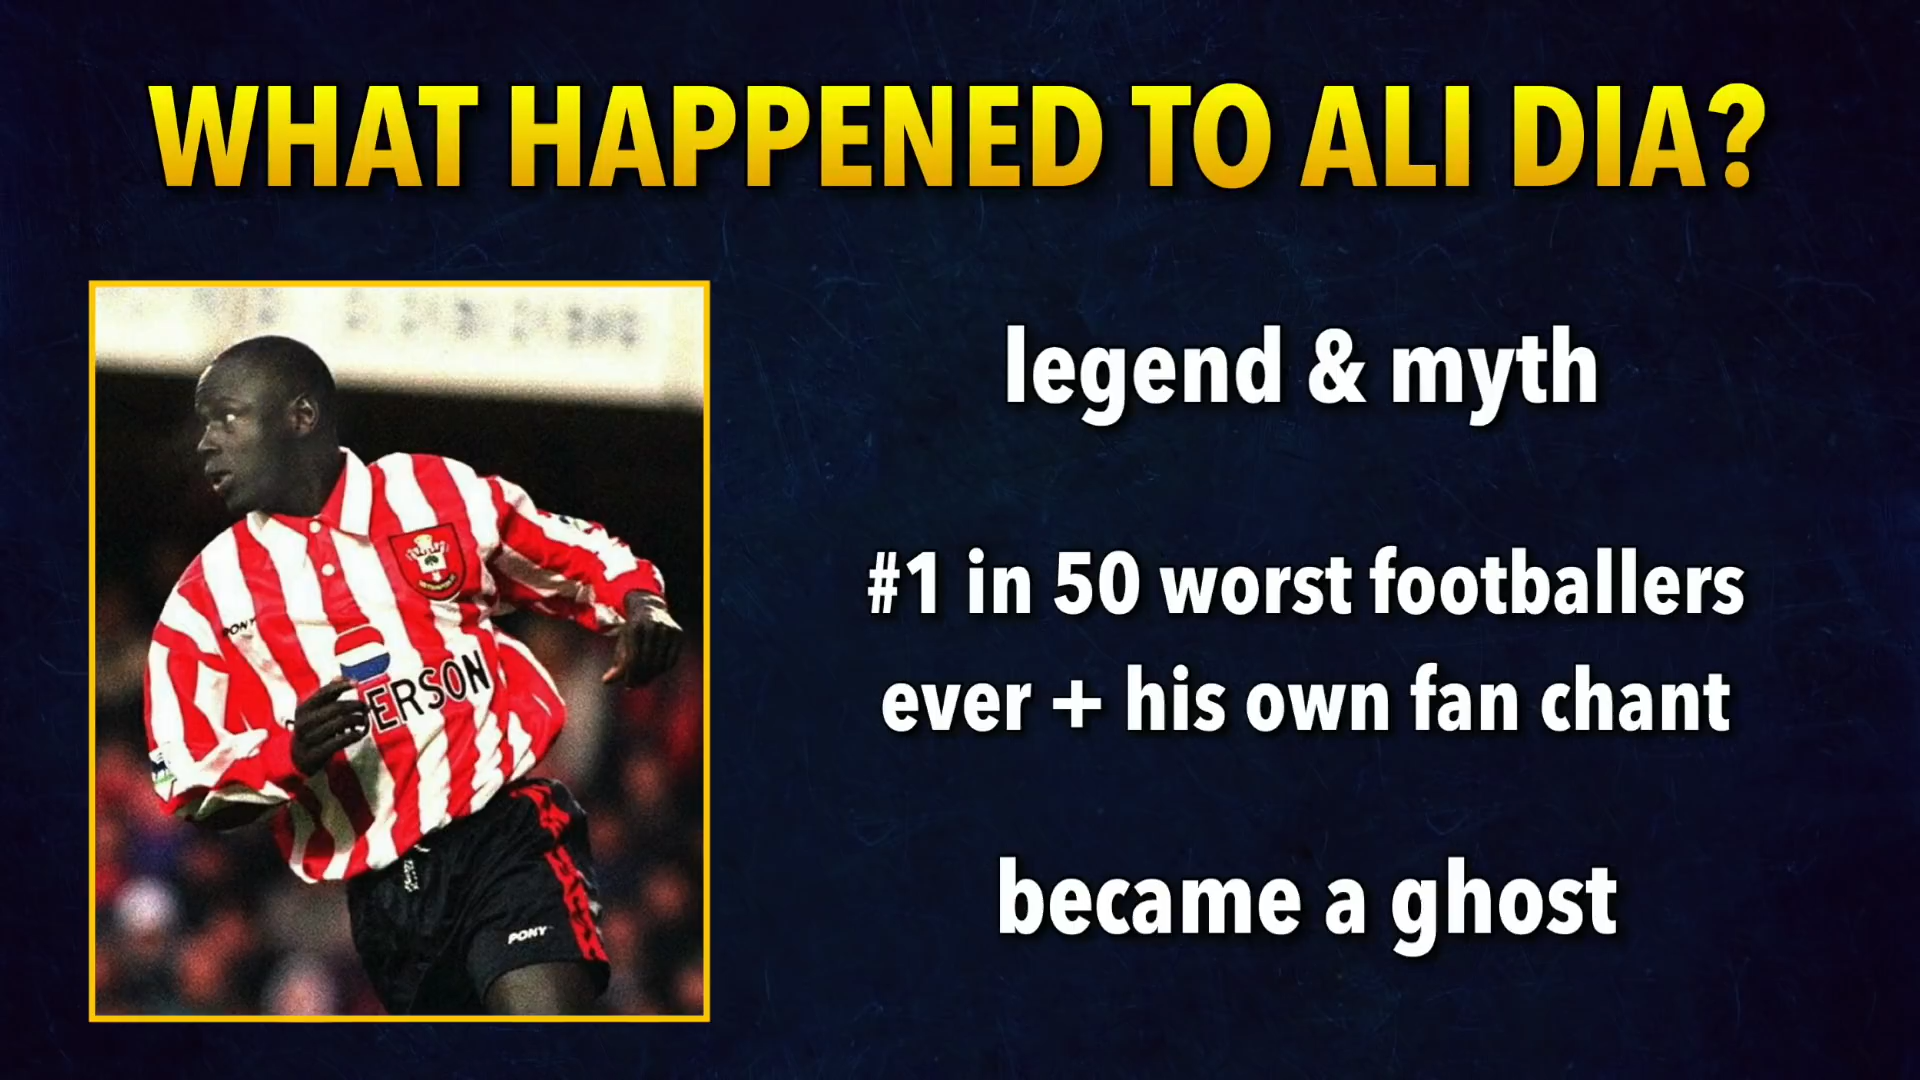 WHAT HAPPENED TO ALI DIA?
legend & myth
#1 in 50 worst footballers
ever + his own fan chant
became a ghost
PONY
ERSON
PONY